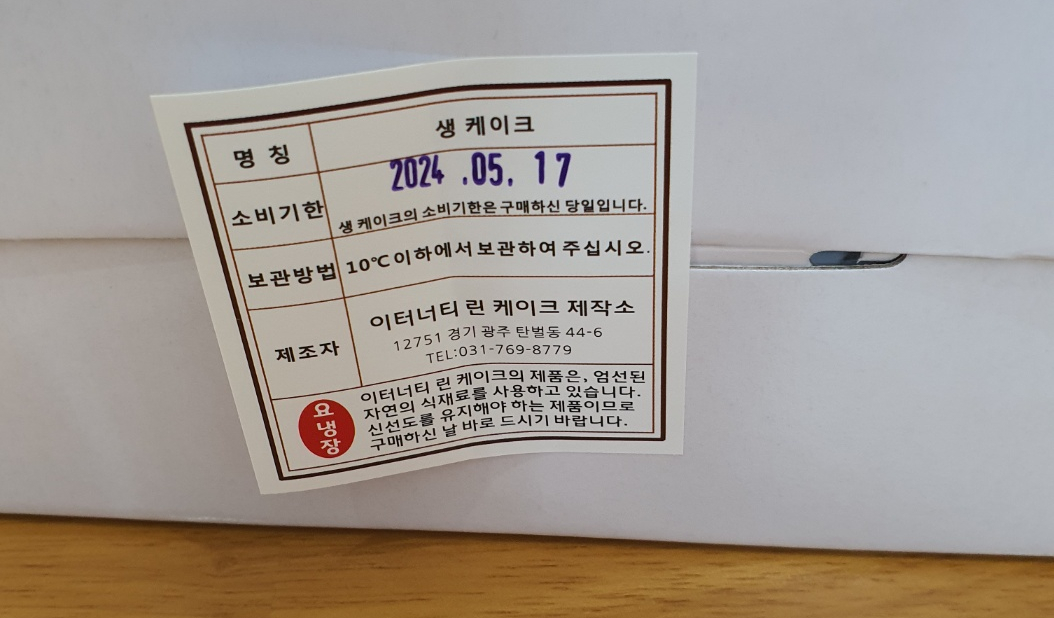 명 칭
생 케이크
소비기한
2024 .05. 17
생 케이크의 소비기한은 구매하신 당일입니다.
보관방법
10℃이하에서 보관하여 주십시오.
제조자
이터너티 린 케이크 제작소
12751 경기 광주 탄벌동 44-6
TEL:031-769-8779
요냉장
이터너티 린 케이크의 제품은, 엄선된
자연의 식재료를 사용하고 있습니다.
신선도를 유지해야 하는 제품이므로
구매하신 날 바로 드시기 바랍니다.